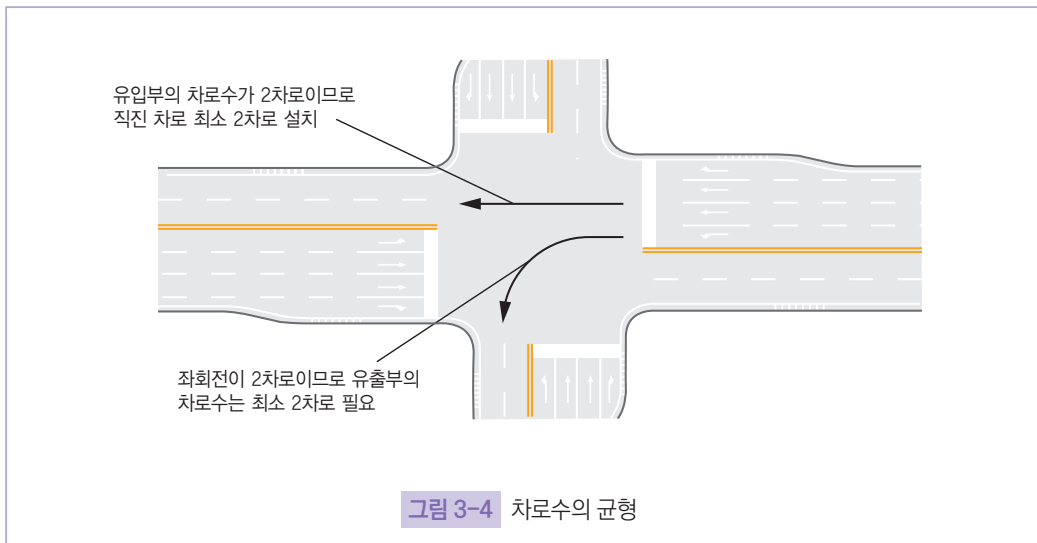 유입부의 차로수가 2차로이므로
직진 차로 최소 2차로 설치
좌회전이 2차로이므로 유출부의
차로수는 최소 2차로 필요
그림 3-4 차로수의 균형